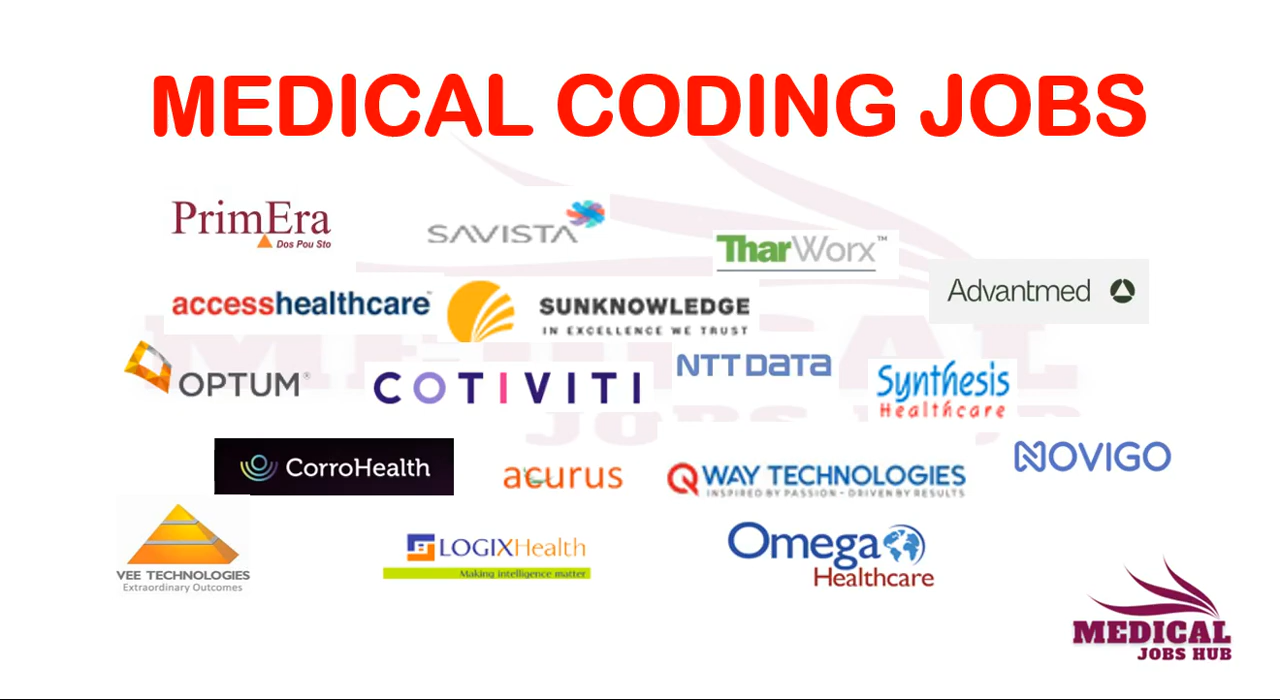 MEDICAL CODING JOBS
PrimEra
Dos Pou Sto
SAVISTA
TharWorx™
accesshealthcare™
SUNKNOWLEDGE
IN EXCELLENCE WE TRUST
Advantmed
OPTUM®
COTIVITI
NTT DATA
Synthesis
Healthcare
CorroHealth
acurus
QWAY TECHNOLOGIES
INSPIRED BY PASSION - DRIVEN BY RESULTS
NOVIGO
VEE TECHNOLOGIES
Extraordinary Outcomes
LOGIXHealth
Making intelligence matter
Omega
Healthcare
MEDICAL
JOBS HUB